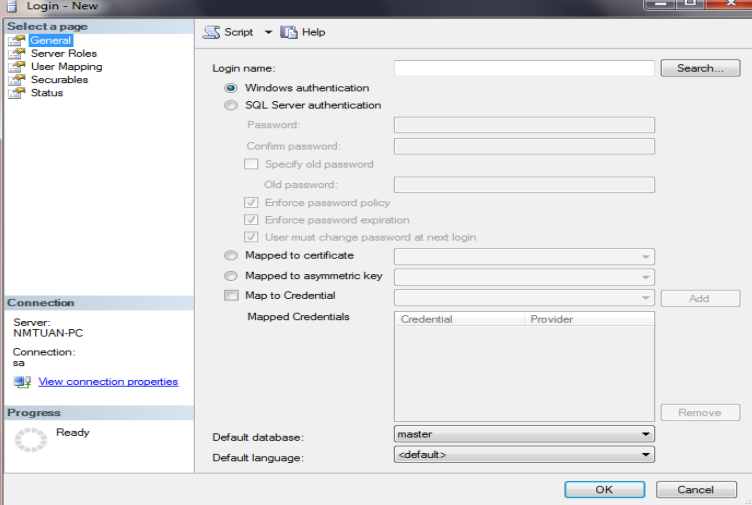 Login - New
Select a page
General
Server Roles
User Mapping
Securables
Status
Script
Help
Login name:
Search...
Windows authentication
SQL Server authentication
Password:
Confirm password:
Specify old password
Old password:
Enforce password policy
Enforce password expiration
User must change password at next login
Mapped to certificate
Mapped to asymmetric key
Map to Credential
Add
Mapped Credentials
Credential Provider
Remove
Default database:
master
Default language:
<default>
Connection
Server:
NMTUAN-PC
Connection:
sa
View connection properties
Progress
Ready
OK
Cancel